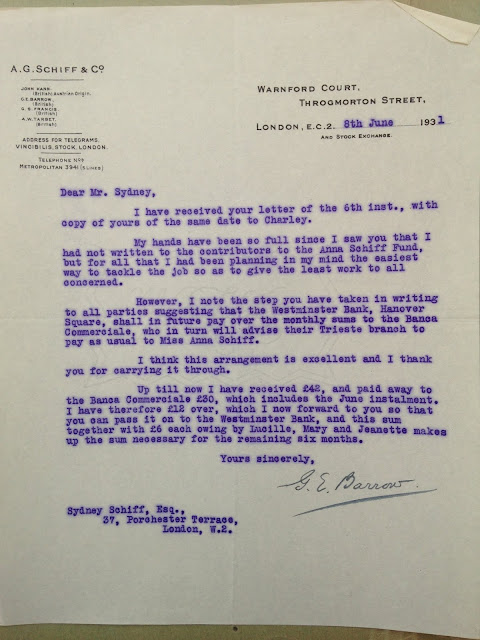 A.G. SCHIFF & Co
JOHN KARN.
(British) Austrian Origin.
G.E. BARROW.
(British)
G. S. FRANCIS.
(British)
A.W. TARBET.
(British)
ADDRESS FOR TELEGRAMS.
VINCIBILIS, STOCK, LONDON.
TELEPHONE Nos
METROPOLITAN 3941 (5 LINES)
WARNFORD COURT,
THROGMORTON STREET,
LONDON, E.C.2. 8th June 1931
AND STOCK EXCHANGE.
Dear Mr. Sydney,
I have received your letter of the 6th inst., with
copy of yours of the same date to Charley.
My hands have been so full since I saw you that I
had not written to the contributors to the Anna Schiff Fund,
but for all that I had been planning in my mind the easiest
way to tackle the job so as to give the least work to all
concerned.
However, I note the step you have taken in writing
to all parties suggesting that the Westminster Bank, Hanover
Square, shall in future pay over the monthly sums to the Banca
Commerciale, who in turn will advise their Trieste branch to
pay as usual to Miss Anna Schiff.
I think this arrangement is excellent and I thank
you for carrying it through.
Up till now I have received £42, and paid away to
the Banca Commerciale £30, which includes the June instalment.
I have therefore £12 over, which I now forward to you so that
you can pass it on to the Westminster Bank, and this sum
together with £6 each owing by Lucille, Mary and Jeanette makes
up the sum necessary for the remaining six months.
Yours sincerely,
G. E. Barrow.
Sydney Schiff, Esq.,
37, Porchester Terrace,
London, W.2.